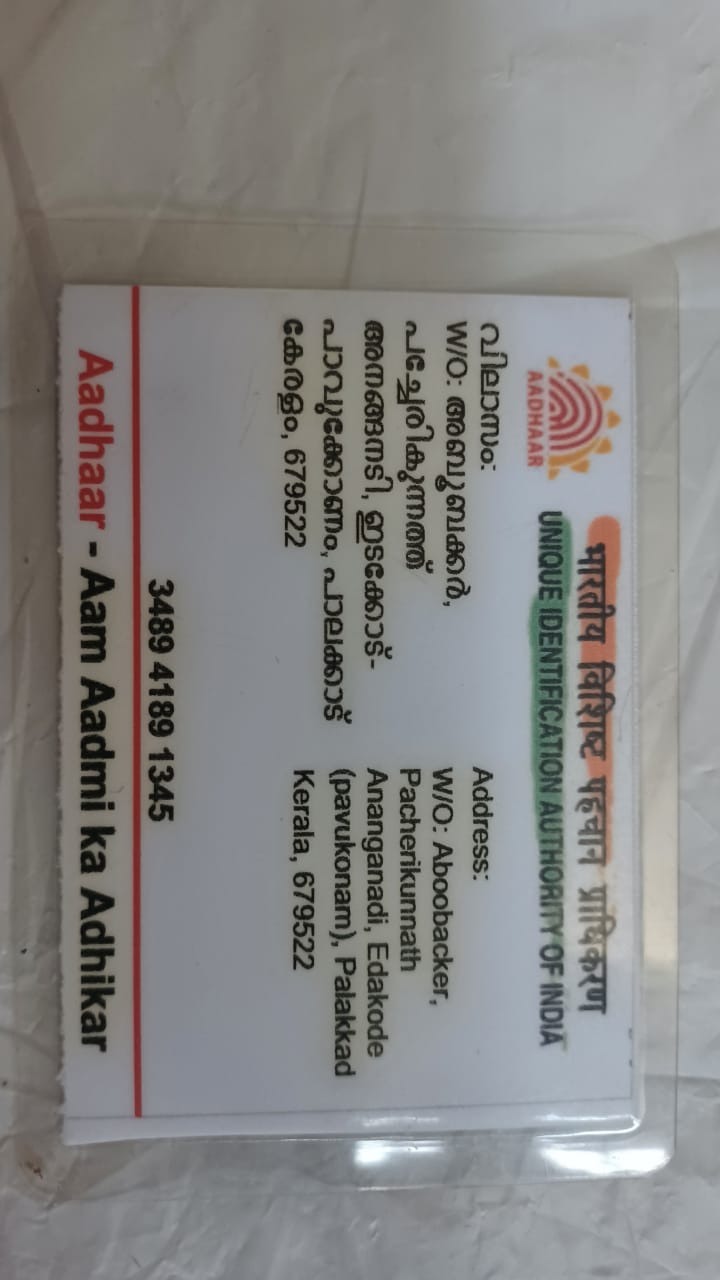 भारतीय विशिष्ट पहचान प्राधिकरण
UNIQUE IDENTIFICATION AUTHORITY OF INDIA
AADHAAR
വിലാസം:
W/O: അബൂബക്കർ,
പച്ചേരികുന്നത്ത്
അനങ്ങനടി, ഇടക്കോട്-
പാവുക്കോണം, പാലക്കാട്
കേരളം, 679522
Address:
W/O: Aboobacker,
Pacherikunnath
Ananganadi, Edakode
(pavukonam), Palakkad
Kerala, 679522
3489 4189 1345
Aadhaar - Aam Aadmi ka Adhikar